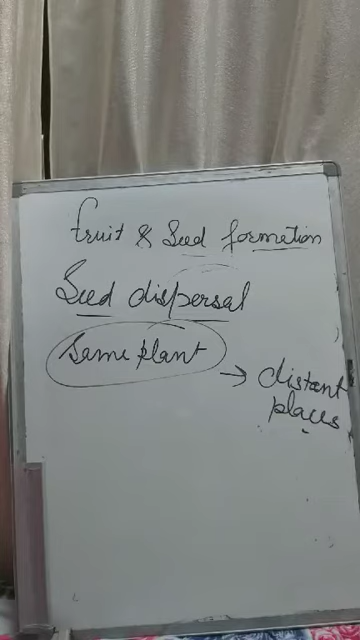 fruit & Seed formation
Seed dispersal
Same plant
→ distant
places